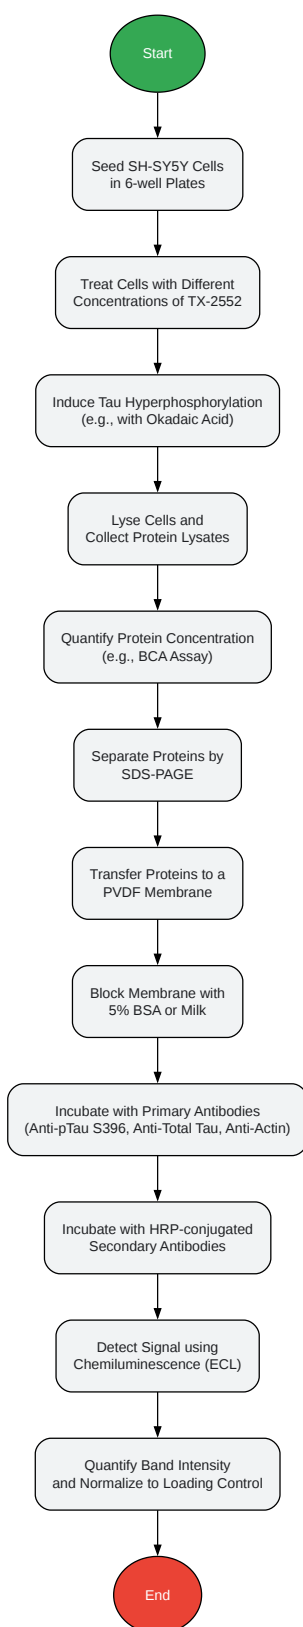 Start
Seed SH-SY5Y Cells
in 6-well Plates
Treat Cells with Different
Concentrations of TX-2552
Induce Tau Hyperphosphorylation
(e.g., with Okadaic Acid)
Lyse Cells and
Collect Protein Lysates
Quantify Protein Concentration
(e.g., BCA Assay)
Separate Proteins by
SDS-PAGE
Transfer Proteins to a
PVDF Membrane
Block Membrane with
5% BSA or Milk
Incubate with Primary Antibodies
(Anti-pTau S396, Anti-Total Tau, Anti-Actin)
Incubate with HRP-conjugated
Secondary Antibodies
Detect Signal using
Chemiluminescence (ECL)
Quantify Band Intensity
and Normalize to Loading Control
End